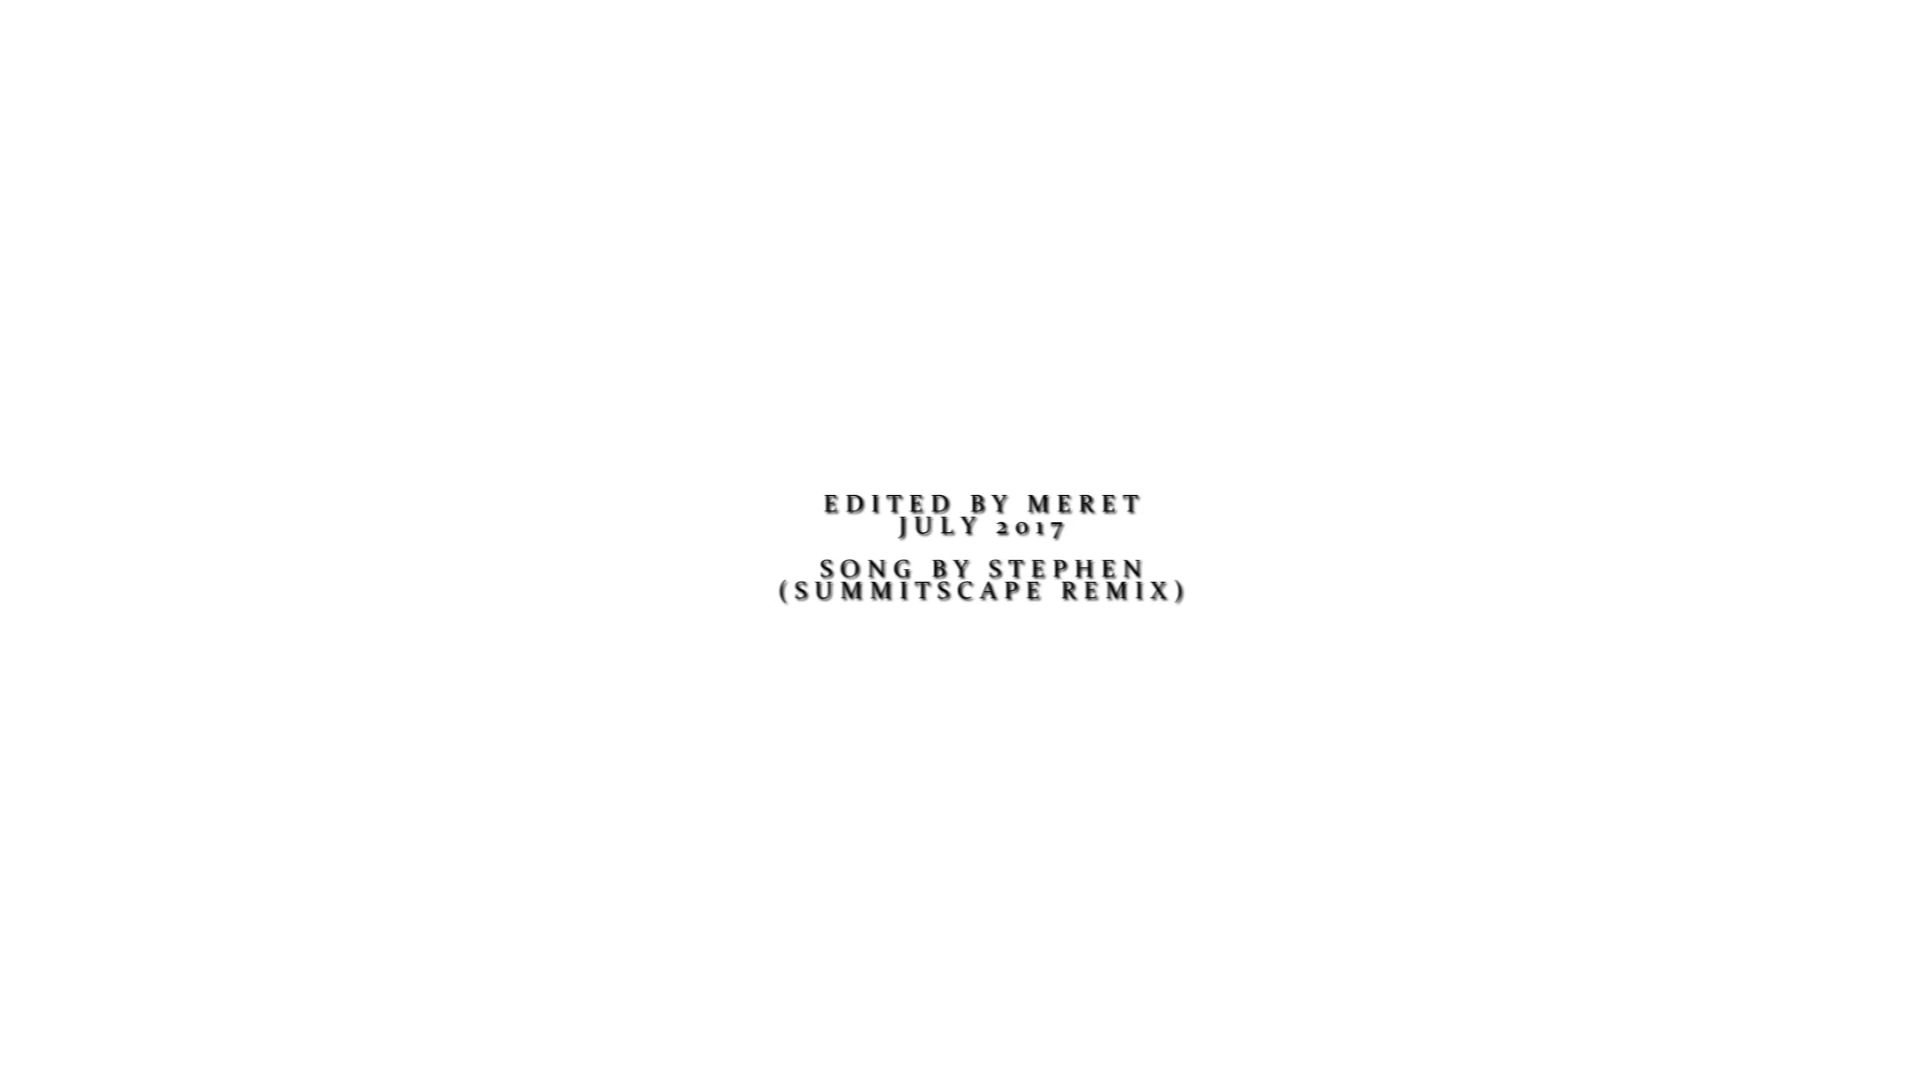 EDITED BY MERET
JULY 2017
SONG BY STEPHEN
(SUMMITSCAPE REMIX)